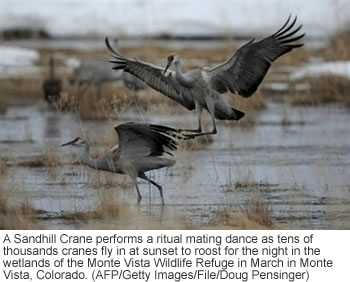 A Sandhill Crane performs a ritual mating dance as tens of
thousands cranes fly in at sunset to roost for the night in the
wetlands of the Monte Vista Wildlife Refuge in March in Monte
Vista, Colorado. (AFP/Getty Images/File/Doug Pensinger)